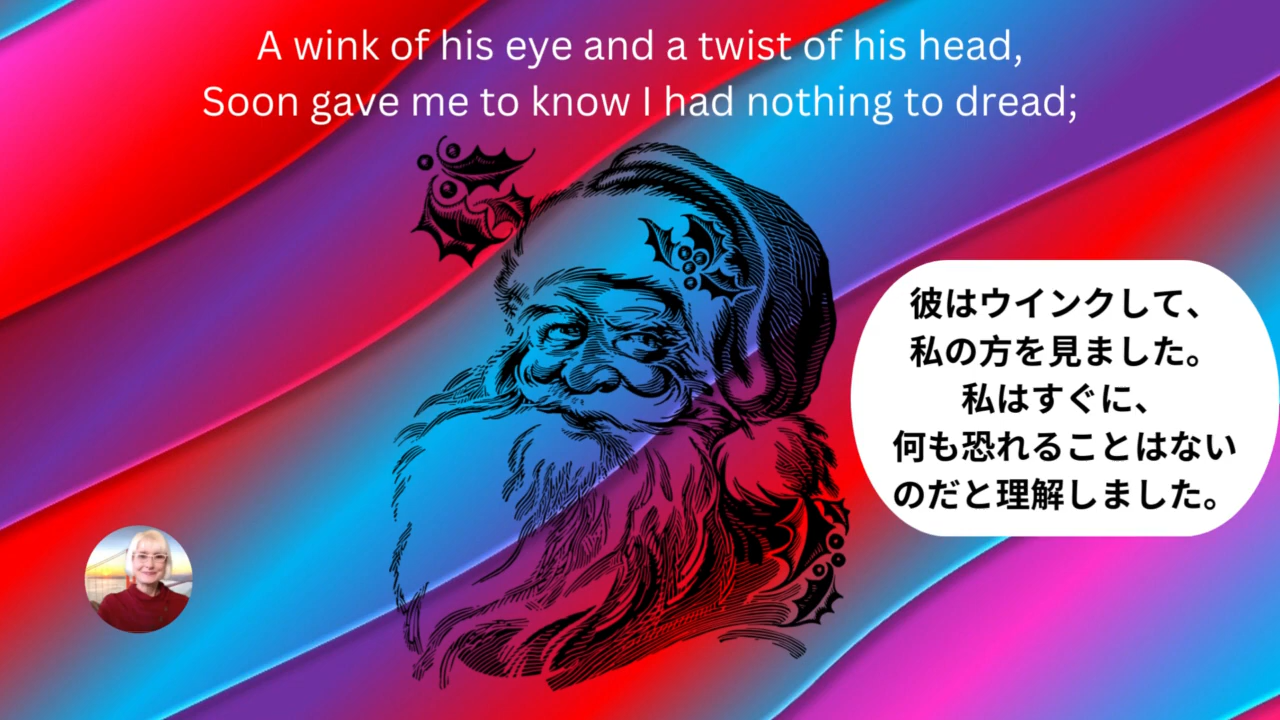 A wink of his eye and a twist of his head,
Soon gave me to know I had nothing to dread;
彼はウインクして、
私の方を見ました。
私はすぐに、
何も恐れることはない
のだと理解しました。